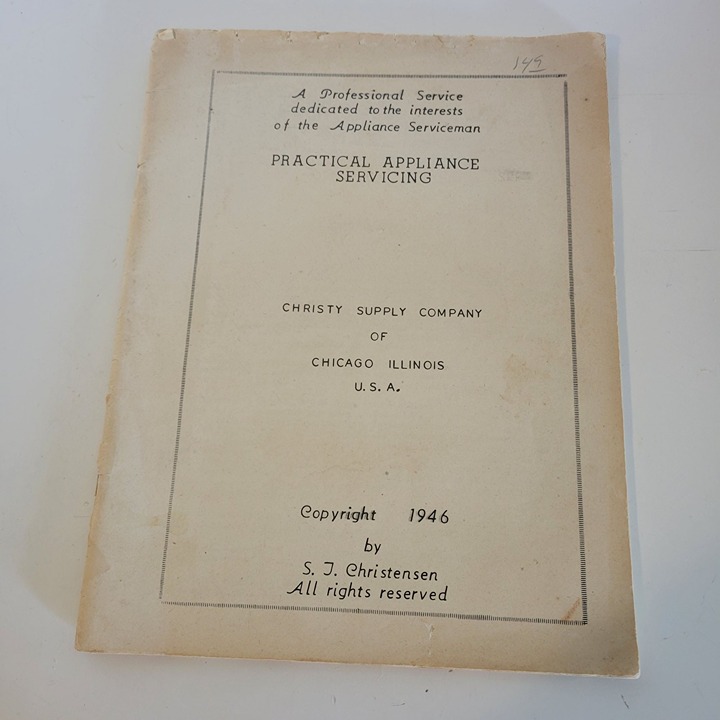 149
A Professional Service
dedicated to the interests
of the Appliance Serviceman
PRACTICAL APPLIANCE
SERVICING
CHRISTY SUPPLY COMPANY
OF
CHICAGO ILLINOIS
U. S. A.
Copyright 1946
by
S. J. Christensen
All rights reserved